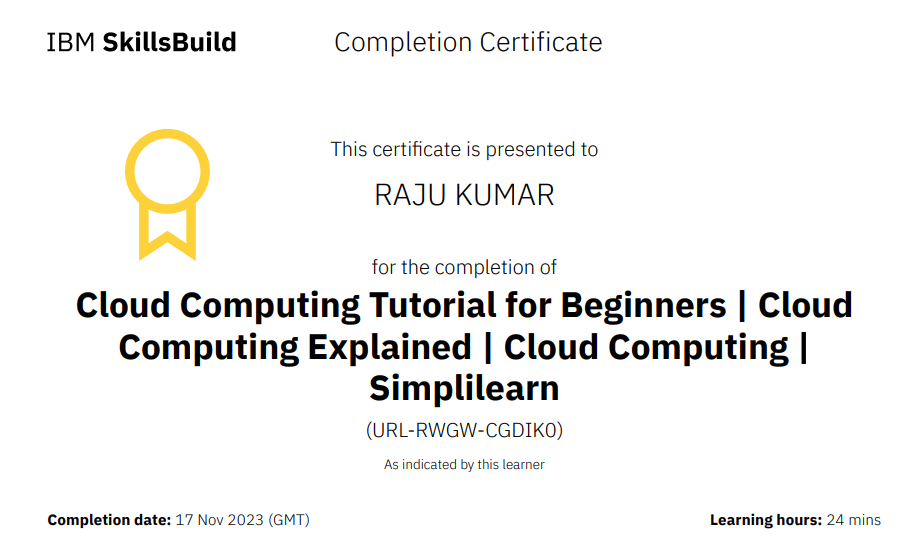 IBM SkillsBuild
Completion Certificate
This certificate is presented to
RAJU KUMAR
for the completion of
Cloud Computing Tutorial for Beginners | Cloud
Computing Explained | Cloud Computing |
Simplilearn
(URL-RWGW-CGDIK0)
As indicated by this learner
Completion date: 17 Nov 2023 (GMT)
Learning hours: 24 mins